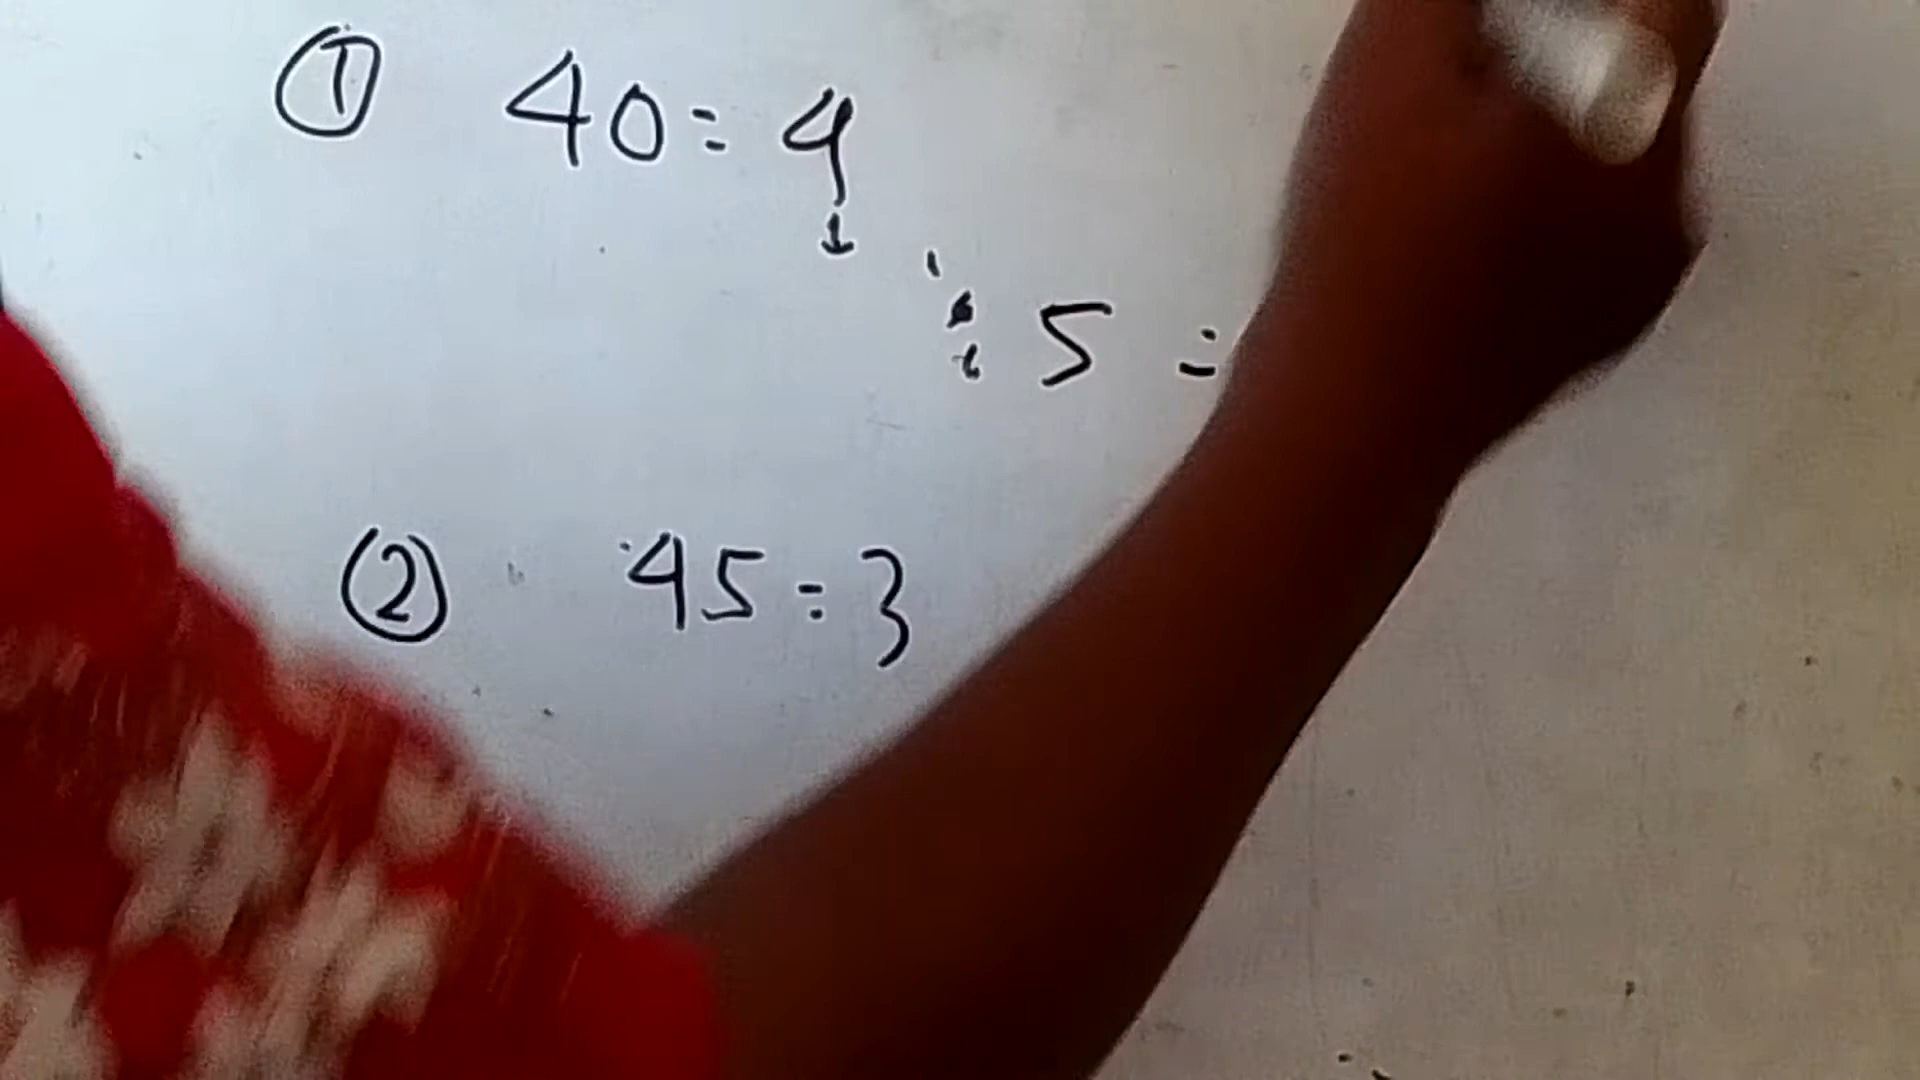 ① 40 = 4
5 =
② 45 = 3